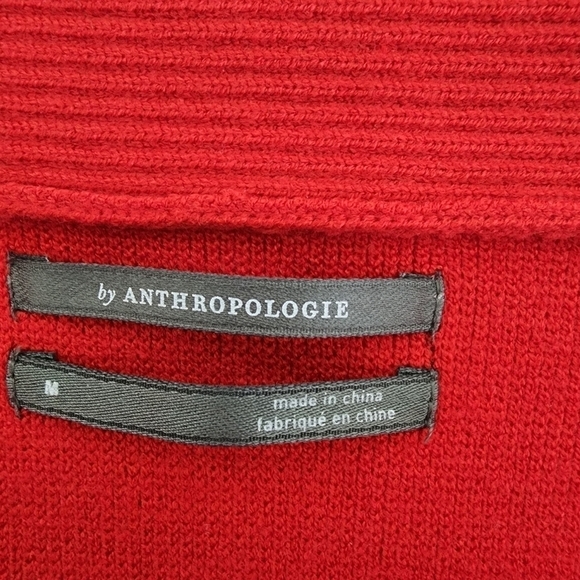 by ANTHROPOLOGIE
M
made in china
fabriqué en chine